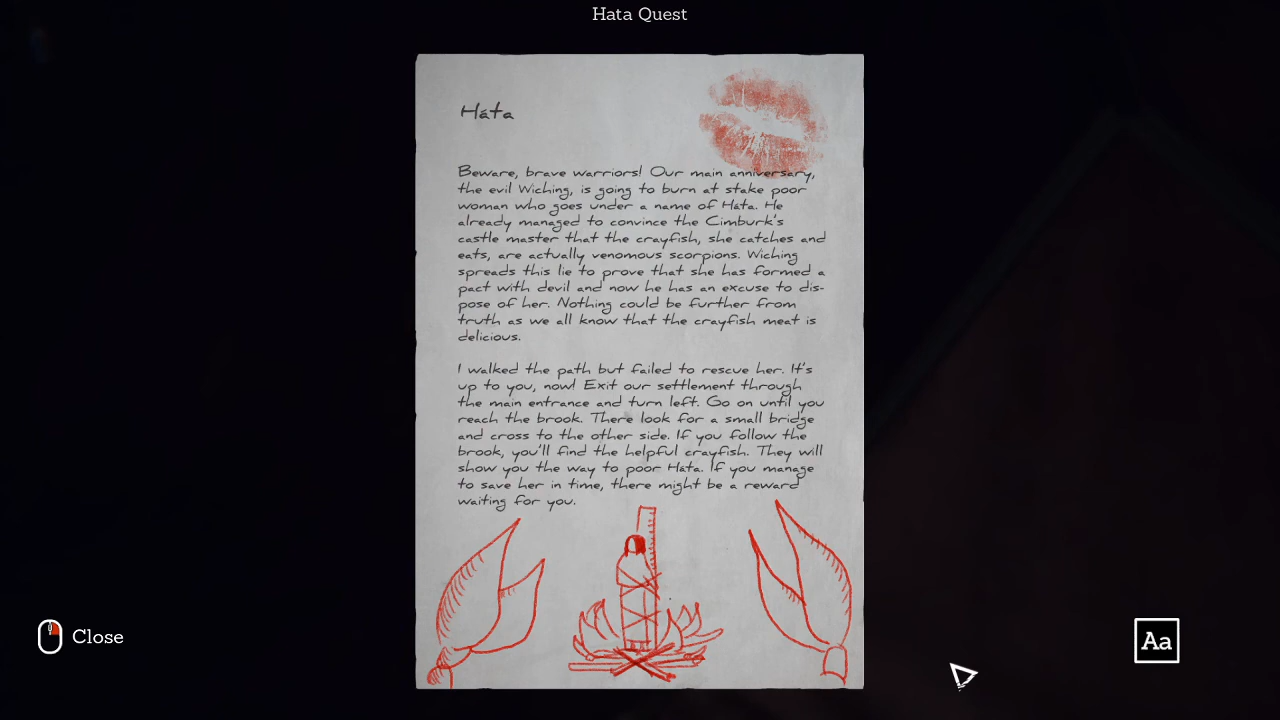 Hata Quest
Háta
Beware, brave warriors! Our main anniversary,
the evil Wiching, is going to burn at stake poor
woman who goes under a name of Háta. He
already managed to convince the Cimburk's
castle master that the crayfish, she catches and
eats, are actually venomous scorpions. Wiching
spreads this lie to prove that she has formed a
pact with devil and now he has an excuse to dis-
pose of her. Nothing could be further from
truth as we all know that the crayfish meat is
delicious.
I walked the path but failed to rescue her. It's
up to you, now! Exit our settlement through
the main entrance and turn left. Go on until you
reach the brook. There look for a small bridge
and cross to the other side. If you follow the
brook, you'll find the helpful crayfish. They will
show you the way to poor Háta. If you manage
to save her in time, there might be a reward
waiting for you.
Close
Aa